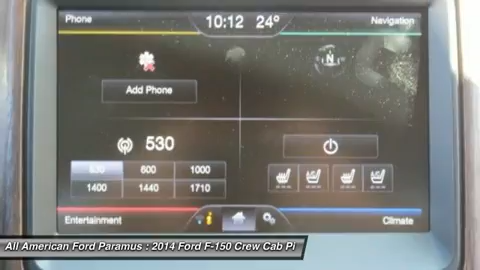 Phone
10:12 24°
Navigation
N
Add Phone
530
530 600 1000
1400 1440 1710
Entertainment
i
Climate
All American Ford Paramus : 2014 Ford F-150 Crew Cab Pi